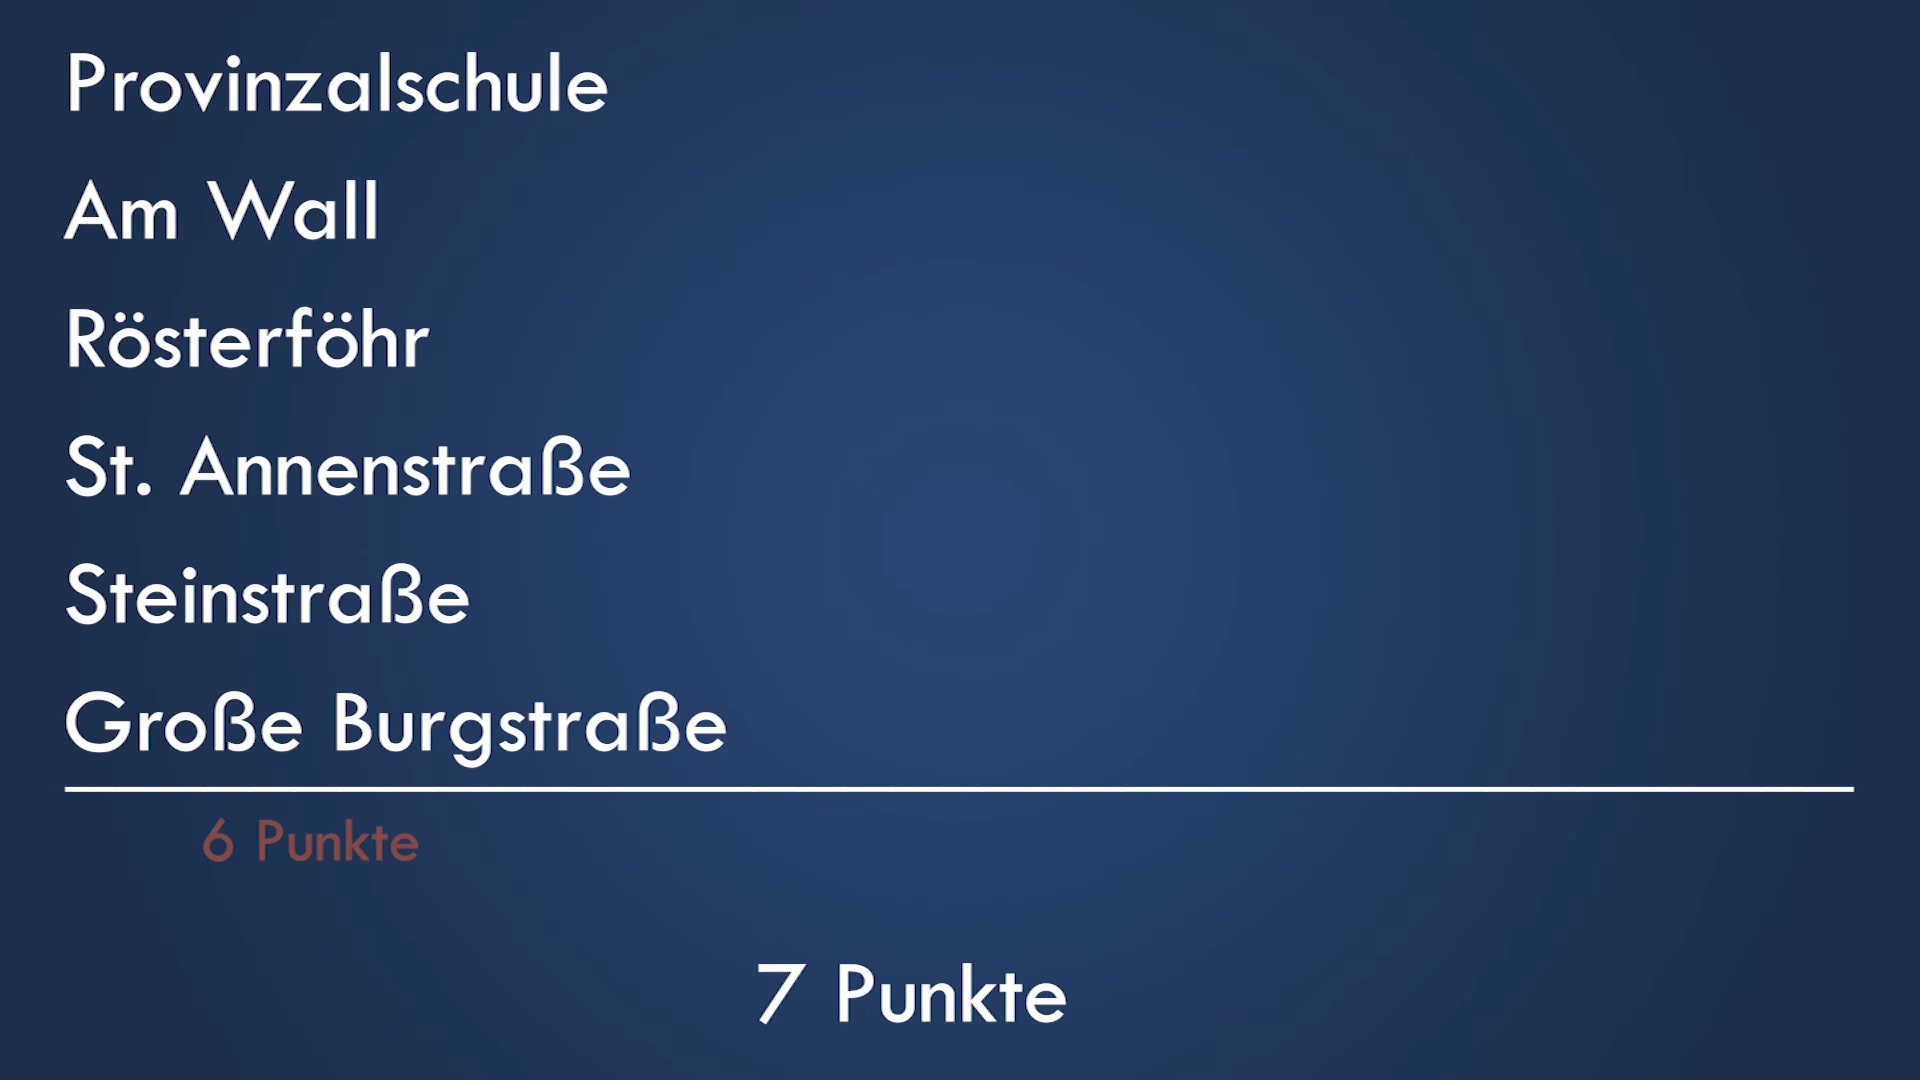 Provinzalschule
Am Wall
Rösterföhr
St. Annenstraße
Steinstraße
Große Burgstraße
6 Punkte
7 Punkte